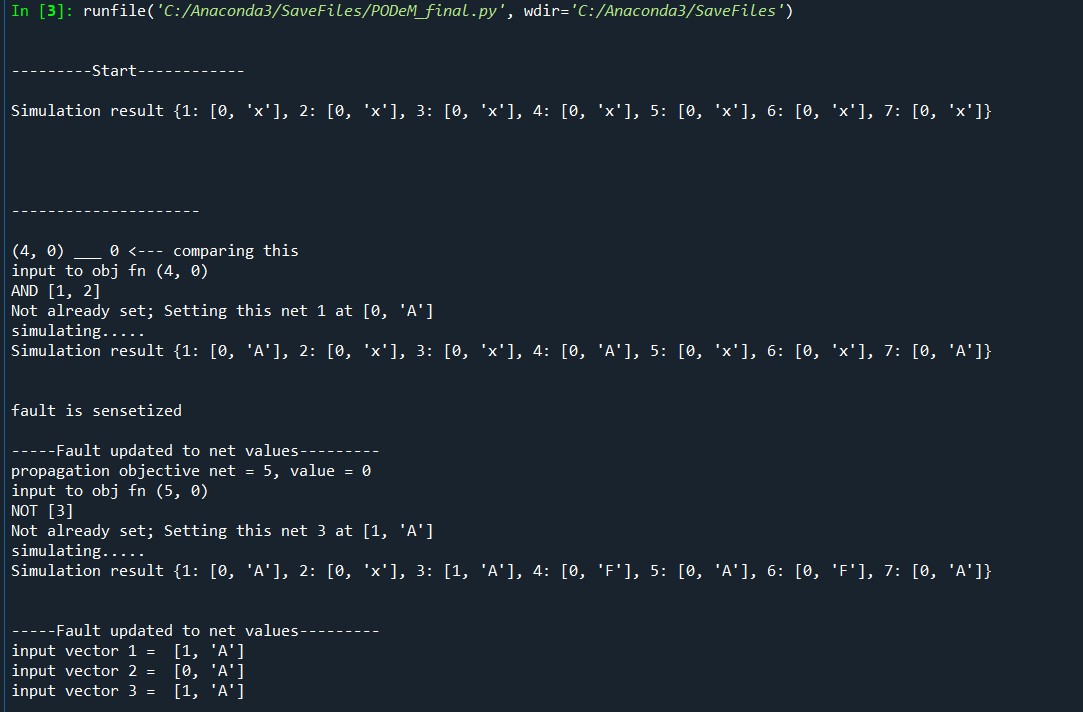 In [3]: runfile('C:/Anaconda3/SaveFiles/PODeM_final.py', wdir='C:/Anaconda3/SaveFiles')
---------Start------------
Simulation result {1: [0, 'x'], 2: [0, 'x'], 3: [0, 'x'], 4: [0, 'x'], 5: [0, 'x'], 6: [0, 'x'], 7: [0, 'x']}
---------------------
(4, 0) ___ 0 <--- comparing this
input to obj fn (4, 0)
AND [1, 2]
Not already set; Setting this net 1 at [0, 'A']
simulating.....
Simulation result {1: [0, 'A'], 2: [0, 'x'], 3: [0, 'x'], 4: [0, 'A'], 5: [0, 'x'], 6: [0, 'x'], 7: [0, 'A']}
fault is sensetized
-----Fault updated to net values---------
propagation objective net = 5, value = 0
input to obj fn (5, 0)
NOT [3]
Not already set; Setting this net 3 at [1, 'A']
simulating.....
Simulation result {1: [0, 'A'], 2: [0, 'x'], 3: [1, 'A'], 4: [0, 'F'], 5: [0, 'A'], 6: [0, 'F'], 7: [0, 'A']}
-----Fault updated to net values---------
input vector 1 =  [1, 'A']
input vector 2 =  [0, 'A']
input vector 3 =  [1, 'A']